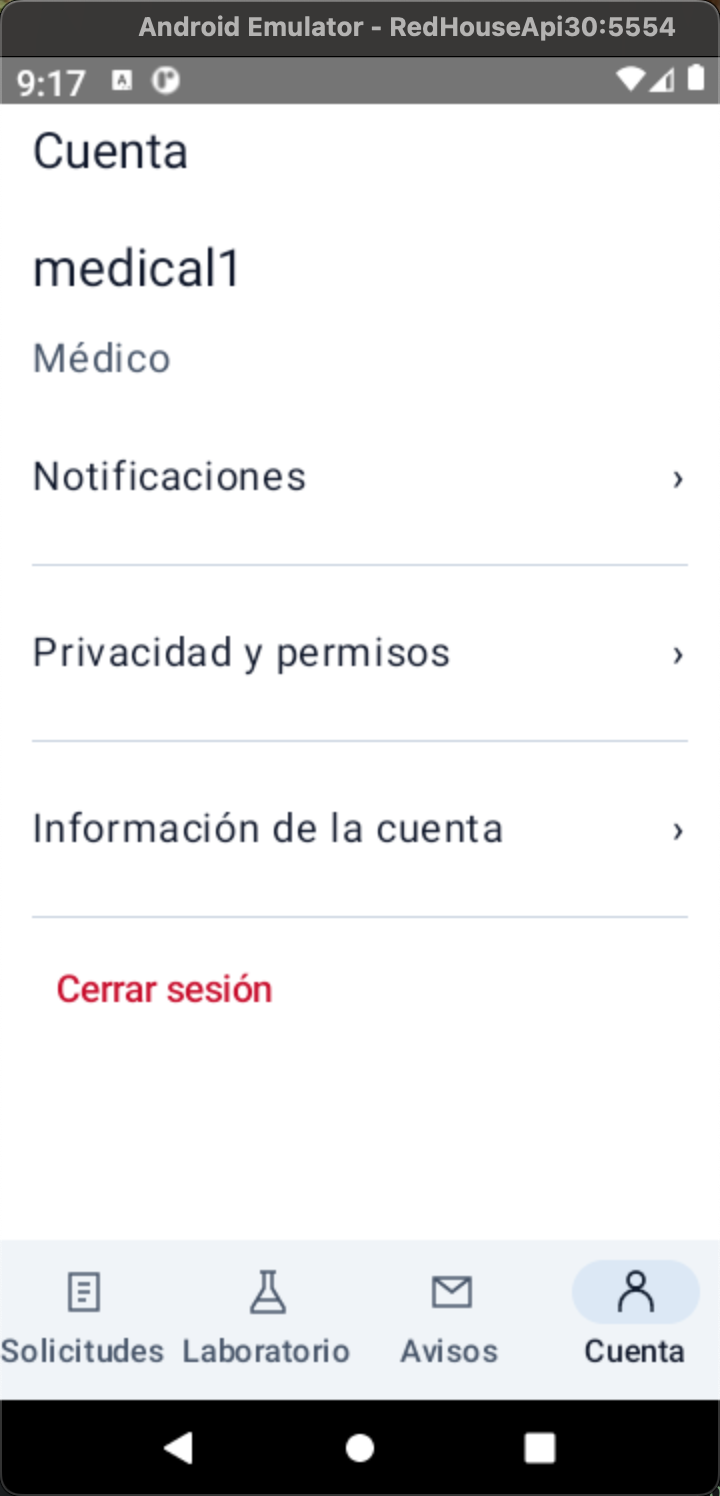 Android Emulator - RedHouseApi30:5554
9:17
Cuenta
medical1
Médico
Notificaciones ›
Privacidad y permisos ›
Información de la cuenta ›
Cerrar sesión
Solicitudes Laboratorio Avisos Cuenta